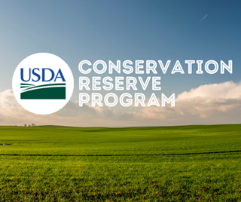 USDA
CONSERVATION
RESERVE
PROGRAM